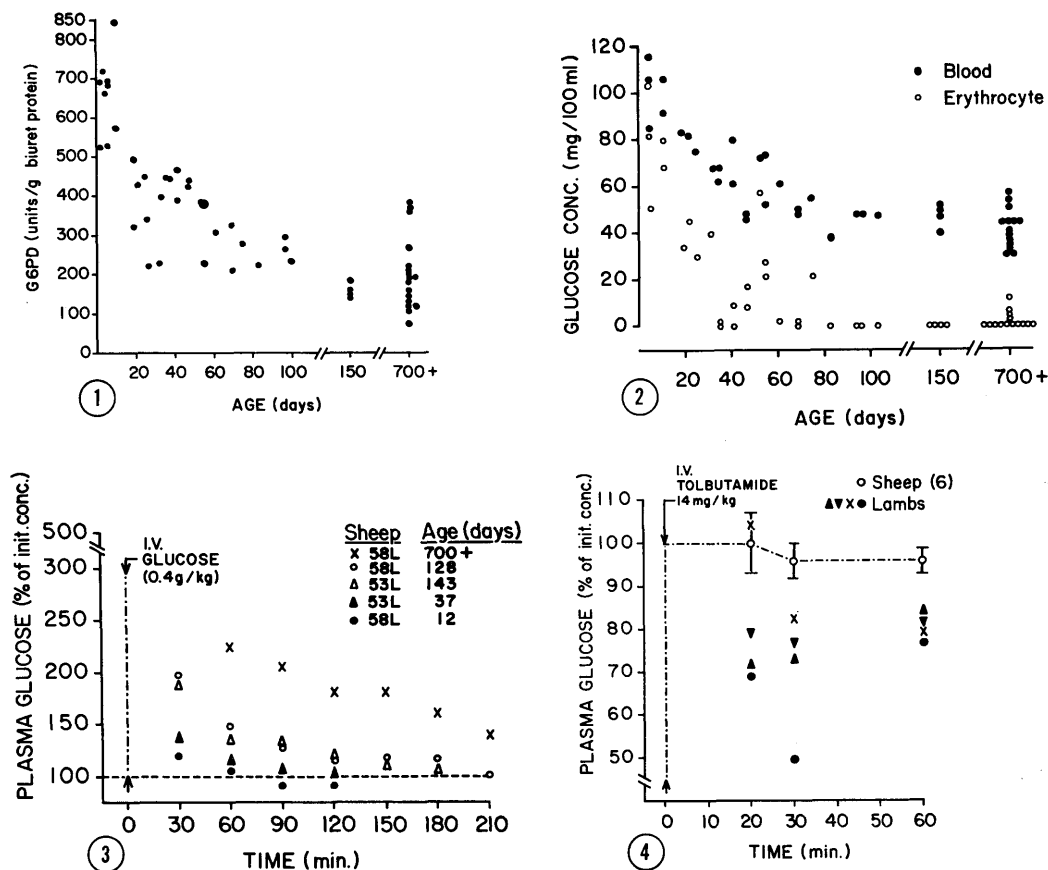 850
800
700
600
500
400
300
200
100
0
G6PD (units/g biuret protein)
20 40 60 80 100 150 700+
AGE (days)
1
120
100
80
60
40
20
0
GLUCOSE CONC. (mg/100ml)
● Blood
○ Erythrocyte
20 40 60 80 100 150 700+
AGE (days)
2
500
300
250
200
150
100
PLASMA GLUCOSE (% of init. conc.)
I.V.
GLUCOSE
(0.4g/kg)
Sheep Age (days)
x 58L 700+
○ 58L 128
△ 53L 143
▲ 53L 37
● 58L 12
0 30 60 90 120 150 180 210
TIME (min.)
3
110
100
90
80
70
60
50
PLASMA GLUCOSE (% of init. conc.)
I.V.
TOLBUTAMIDE
14 mg/kg
○ Sheep (6)
▲▼x● Lambs
0 10 20 30 40 50 60
TIME (min.)
4